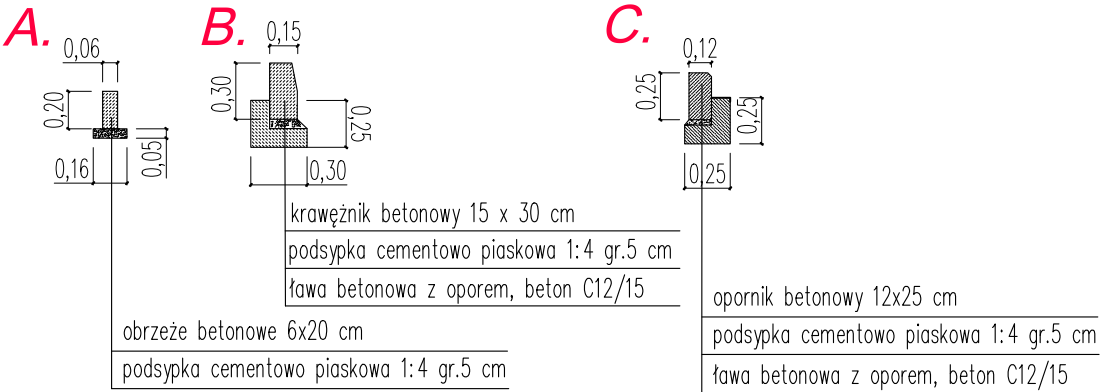 A.
0,06
0,20
0,05
0,16
obrzeże betonowe 6x20 cm
podsypka cementowo piaskowa 1:4 gr.5 cm
B.
0,15
0,30
0,25
0,30
krawężnik betonowy 15 x 30 cm
podsypka cementowo piaskowa 1:4 gr.5 cm
ława betonowa z oporem, beton C12/15
C.
0,12
0,25
0,25
0,25
opornik betonowy 12x25 cm
podsypka cementowo piaskowa 1:4 gr.5 cm
ława betonowa z oporem, beton C12/15